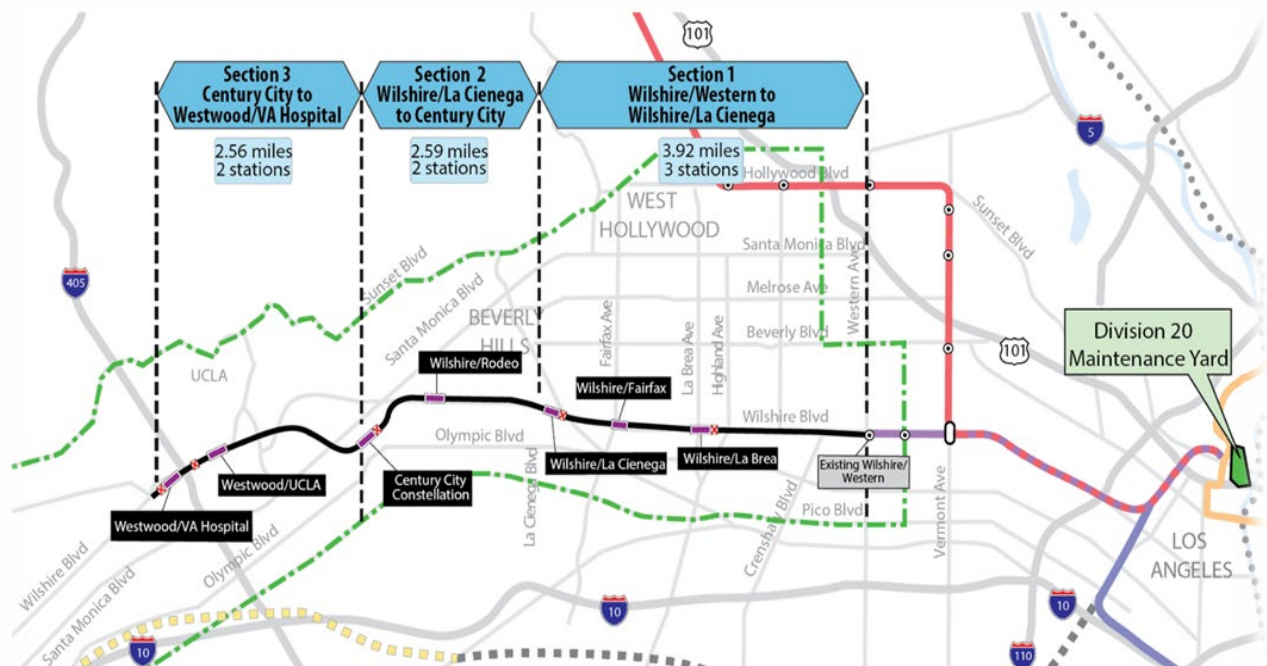 101
Section 3
Century City to
Westwood/VA Hospital
Section 2
Wilshire/La Cienega
to Century City
Section 1
Wilshire/Western to
Wilshire/La Cienega
5
2.56 miles
2 stations
2.59 miles
2 stations
3.92 miles
3 stations
Hollywood Blvd
WEST
HOLLYWOOD
Sunset Blvd
Santa Monica Blvd
405
Sunset Blvd
Santa Monica Blvd
Melrose Ave
Western Ave
BEVERLY
HILLS
Fairfax Ave
La Brea Ave
Highland Ave
Beverly Blvd
101
Division 20
Maintenance Yard
UCLA
Wilshire/Rodeo
Wilshire/Fairfax
Wilshire Blvd
Olympic Blvd
Wilshire/La Cienega
Wilshire/La Brea
Existing Wilshire/
Western
Westwood/UCLA
Century City
Constellation
La Cienega Blvd
Crenshaw Blvd
Pico Blvd
Vermont Ave
Westwood/VA Hospital
LOS
ANGELES
Wilshire Blvd
Santa Monica Blvd
Olympic Blvd
10
10
10
110